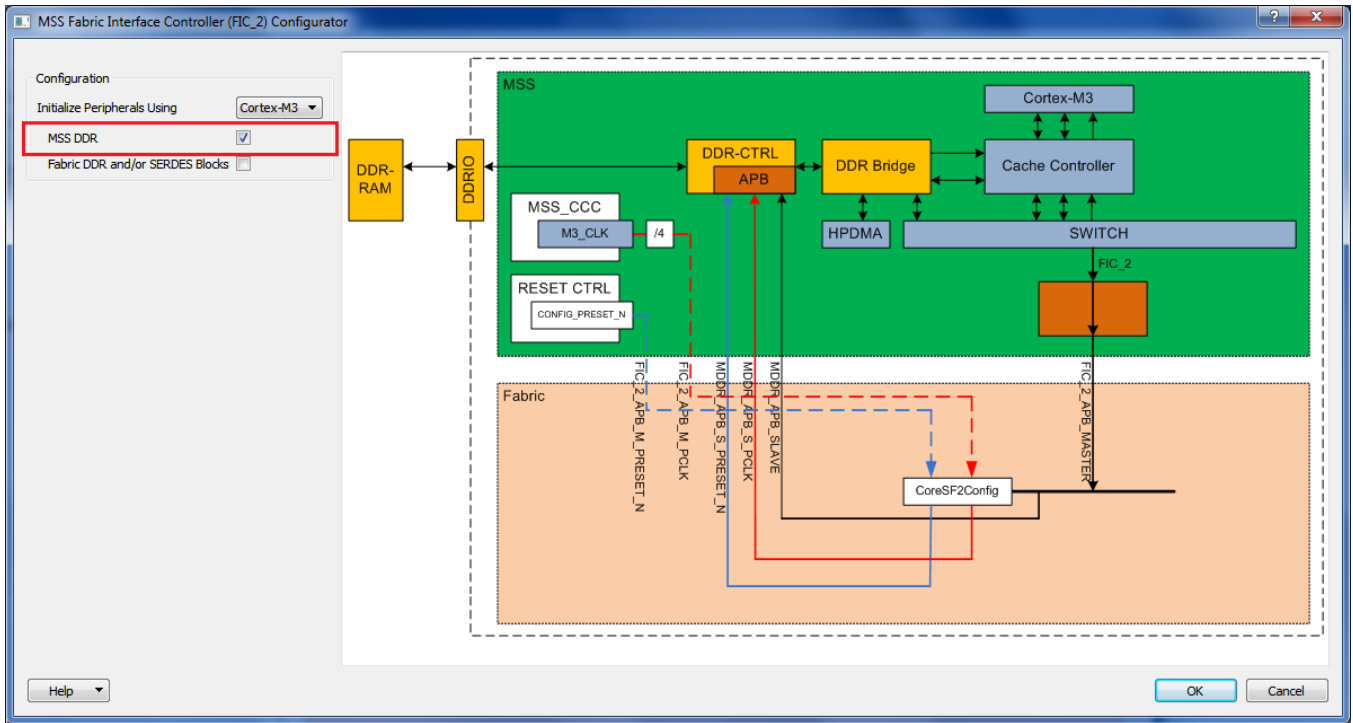 MSS Fabric Interface Controller (FIC_2) Configurator
Configuration
Initialize Peripherals Using Cortex-M3
MSS DDR
Fabric DDR and/or SERDES Blocks
MSS
Cortex-M3
DDR-CTRL
APB
DDR Bridge
Cache Controller
DDR-
RAM
DDRIO
MSS_CCC
M3_CLK
/4
HPDMA
SWITCH
FIC_2
RESET CTRL
CONFIG_PRESET_N
FIC_2_APB_M_PRESET_N
FIC_2_APB_M_PCLK
MDDR_APB_S_PRESET_N
MDDR_APB_S_PCLK
MDDR_APB_SLAVE
FIC_2_APB_MASTER
Fabric
CoreSF2Config
Help
OK
Cancel